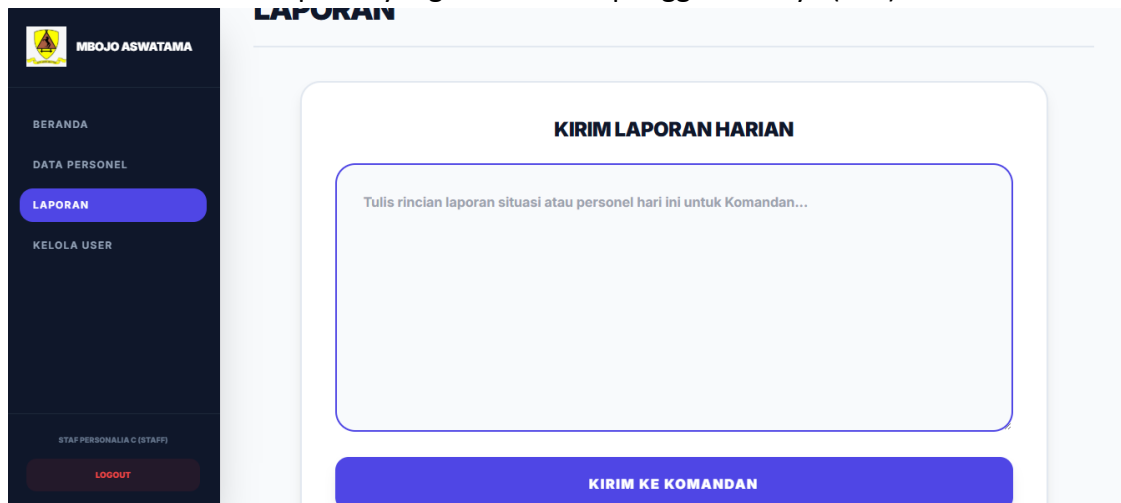 LAPORAN
MBOJO ASWATAMA
BERANDA
DATA PERSONEL
LAPORAN
KELOLA USER
STAF PERSONALIA C (STAFF)
LOGOUT
KIRIM LAPORAN HARIAN
Tulis rincian laporan situasi atau personel hari ini untuk Komandan...
KIRIM KE KOMANDAN